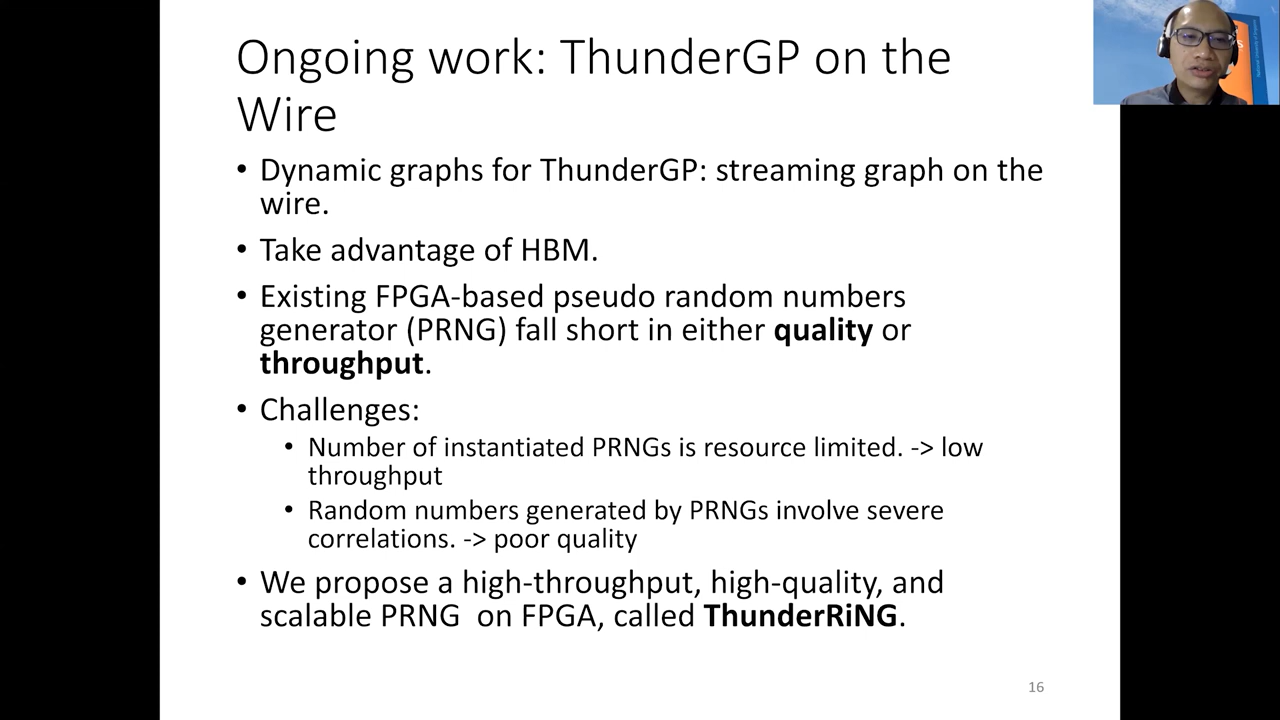 Ongoing work: ThunderGP on the
Wire
• Dynamic graphs for ThunderGP: streaming graph on the
wire.
• Take advantage of HBM.
• Existing FPGA-based pseudo random numbers
generator (PRNG) fall short in either quality or
throughput.
• Challenges:
• Number of instantiated PRNGs is resource limited. -> low
throughput
• Random numbers generated by PRNGs involve severe
correlations. -> poor quality
• We propose a high-throughput, high-quality, and
scalable PRNG on FPGA, called ThunderRiNG.
16